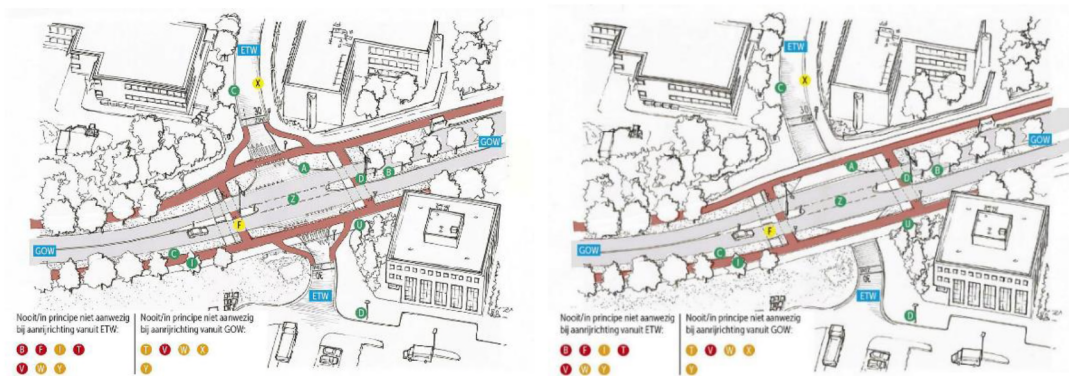 ETW
X
C
30
GOW
A
D
B
Z
F
U
GOW
C
I
ETW
D
Nooit/in principe niet aanwezig
bij aanrijrichting vanuit ETW:
B F I T
V W Y
Nooit/in principe niet aanwezig
bij aanrijrichting vanuit GOW:
T V W X
Y
ETW
X
C
30
GOW
A
D
B
Z
F
U
GOW
C
I
ETW
D
Nooit/in principe niet aanwezig
bij aanrijrichting vanuit ETW:
B F I T
V W Y
Nooit/in principe niet aanwezig
bij aanrijrichting vanuit GOW:
T V W X
Y